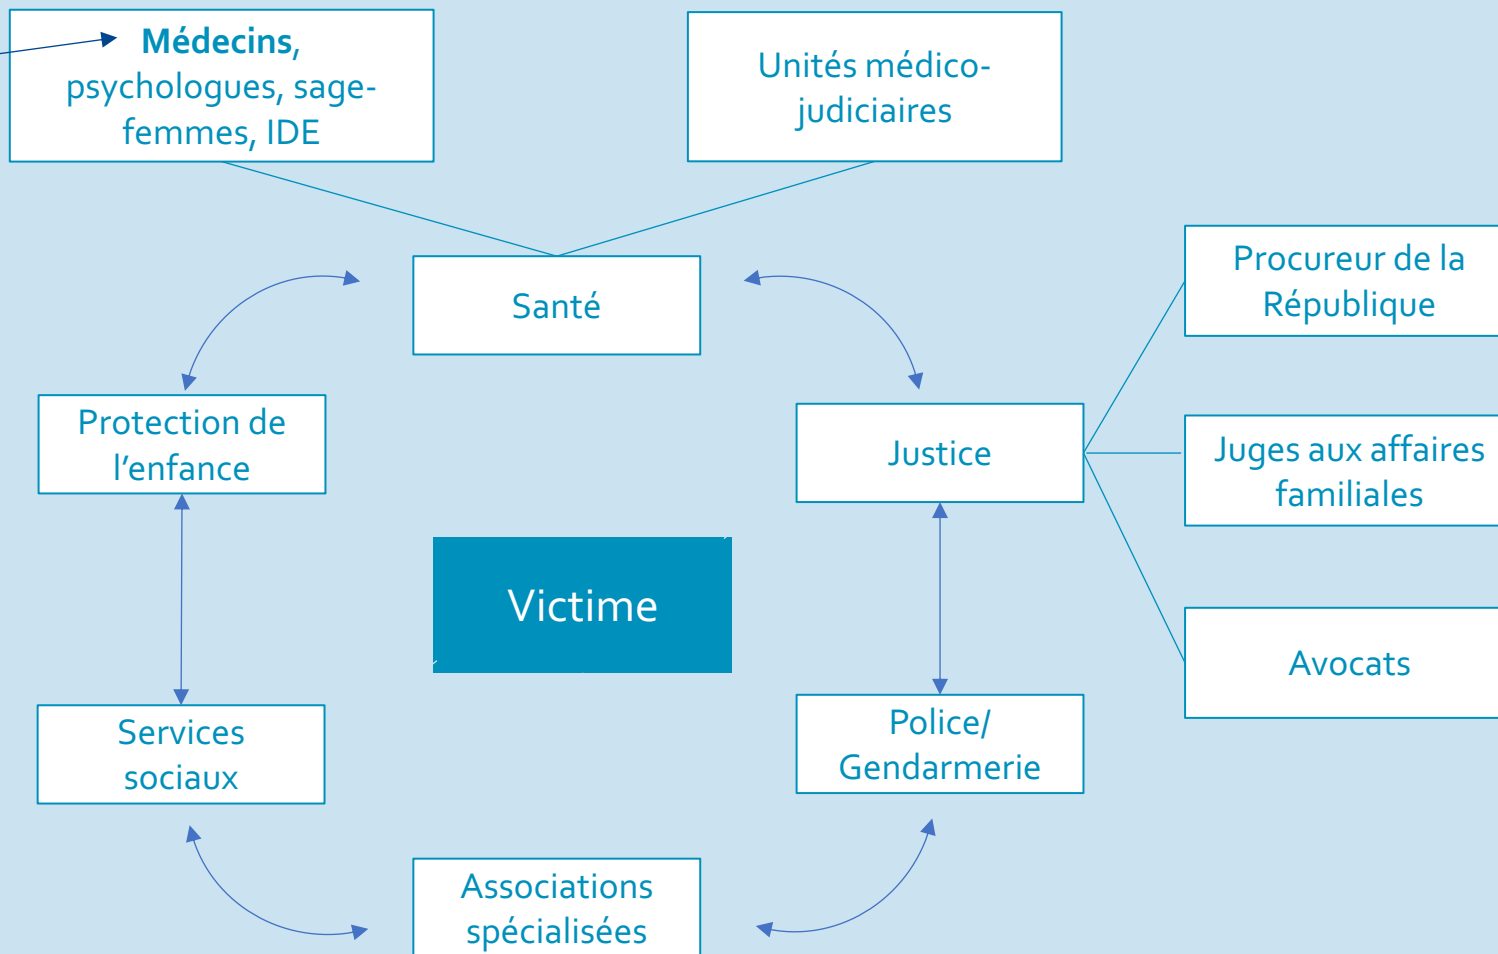 Médecins,
psychologues, sage-
femmes, IDE
Unités médico-
judiciaires
Santé
Procureur de la
République
Protection de
l’enfance
Justice
Juges aux affaires
familiales
Victime
Avocats
Services
sociaux
Police/
Gendarmerie
Associations
spécialisées